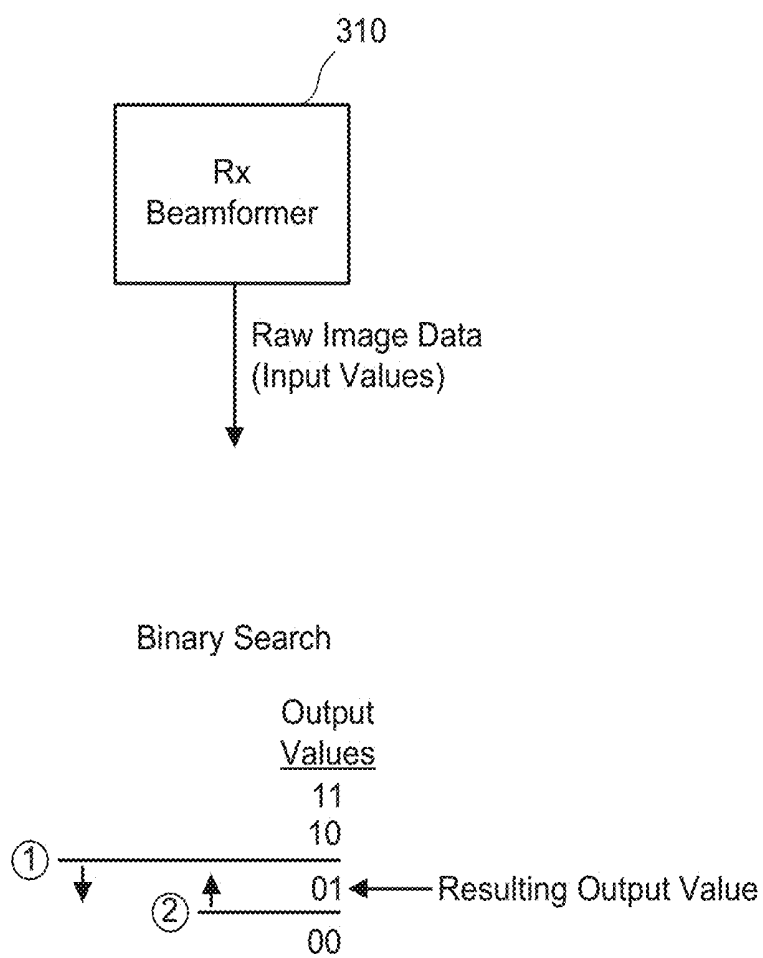 310
Rx
Beamformer
Raw Image Data
(Input Values)
Binary Search
Output
Values
11
10
1
01 Resulting Output Value
2
00